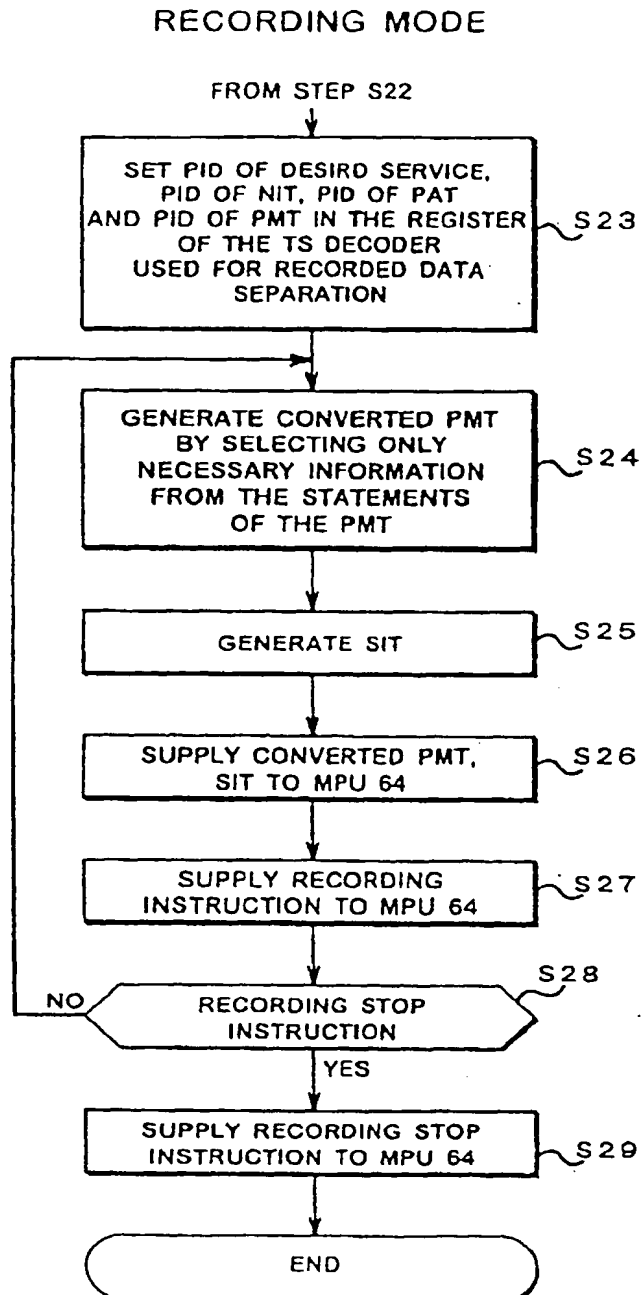 RECORDING MODE
FROM STEP S22
SET PID OF DESIRD SERVICE,
PID OF NIT, PID OF PAT
AND PID OF PMT IN THE REGISTER
OF THE TS DECODER
USED FOR RECORDED DATA
SEPARATION
S23
GENERATE CONVERTED PMT
BY SELECTING ONLY
NECESSARY INFORMATION
FROM THE STATEMENTS
OF THE PMT
S24
GENERATE SIT
S25
SUPPLY CONVERTED PMT,
SIT TO MPU 64
S26
SUPPLY RECORDING
INSTRUCTION TO MPU 64
S27
S28
NO
RECORDING STOP
INSTRUCTION
YES
SUPPLY RECORDING STOP
INSTRUCTION TO MPU 64
S29
END